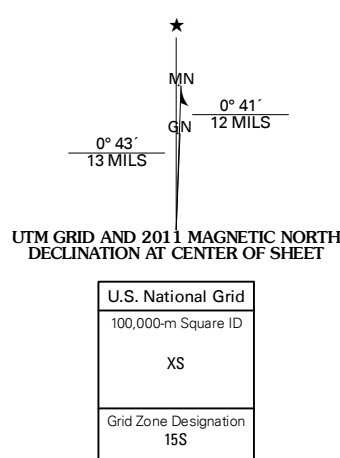 ★
MN
0° 41´
12 MILS
GN
0° 43´
13 MILS
UTM GRID AND 2011 MAGNETIC NORTH
DECLINATION AT CENTER OF SHEET
U.S. National Grid
100,000-m Square ID
XS
Grid Zone Designation
15S